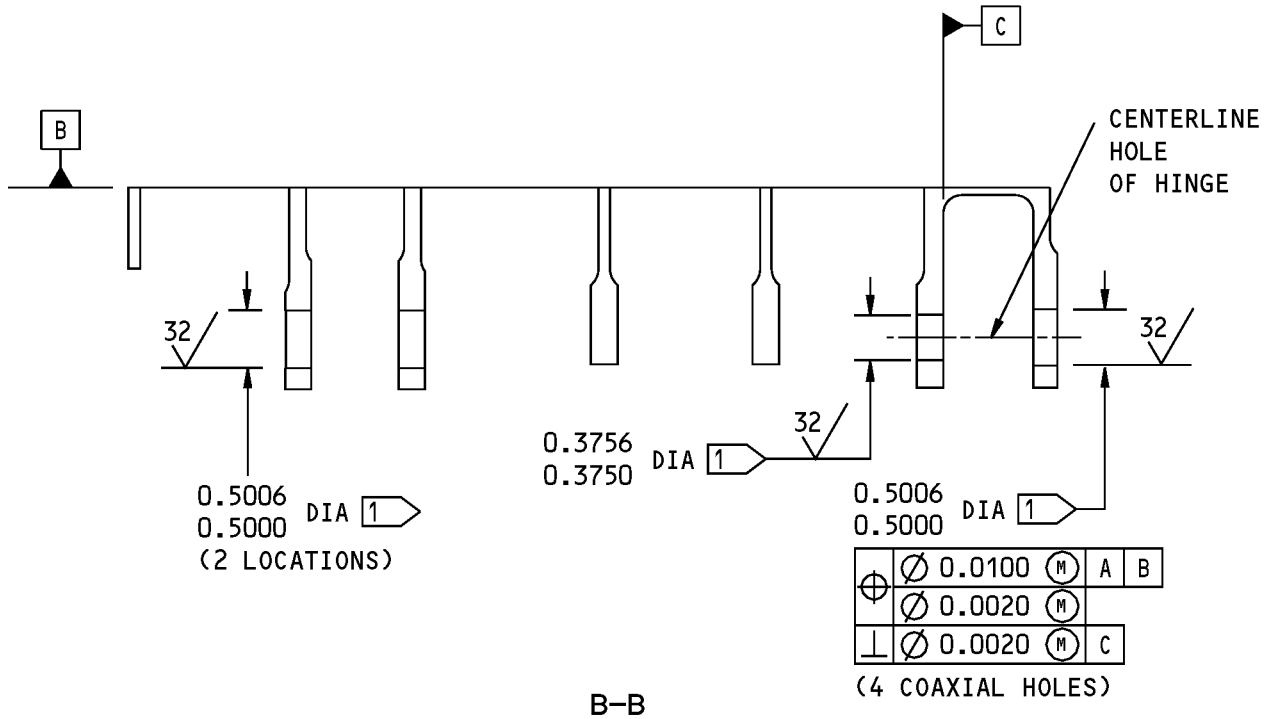 C
B
CENTERLINE
HOLE
OF HINGE
32
32
32
0.3756
0.3750 DIA 1
0.5006
0.5000 DIA 1
(2 LOCATIONS)
0.5006
0.5000 DIA 1
⌖ ⌀ 0.0100 Ⓜ A B
⌀ 0.0020 Ⓜ
⟂ ⌀ 0.0020 Ⓜ C
(4 COAXIAL HOLES)
B-B